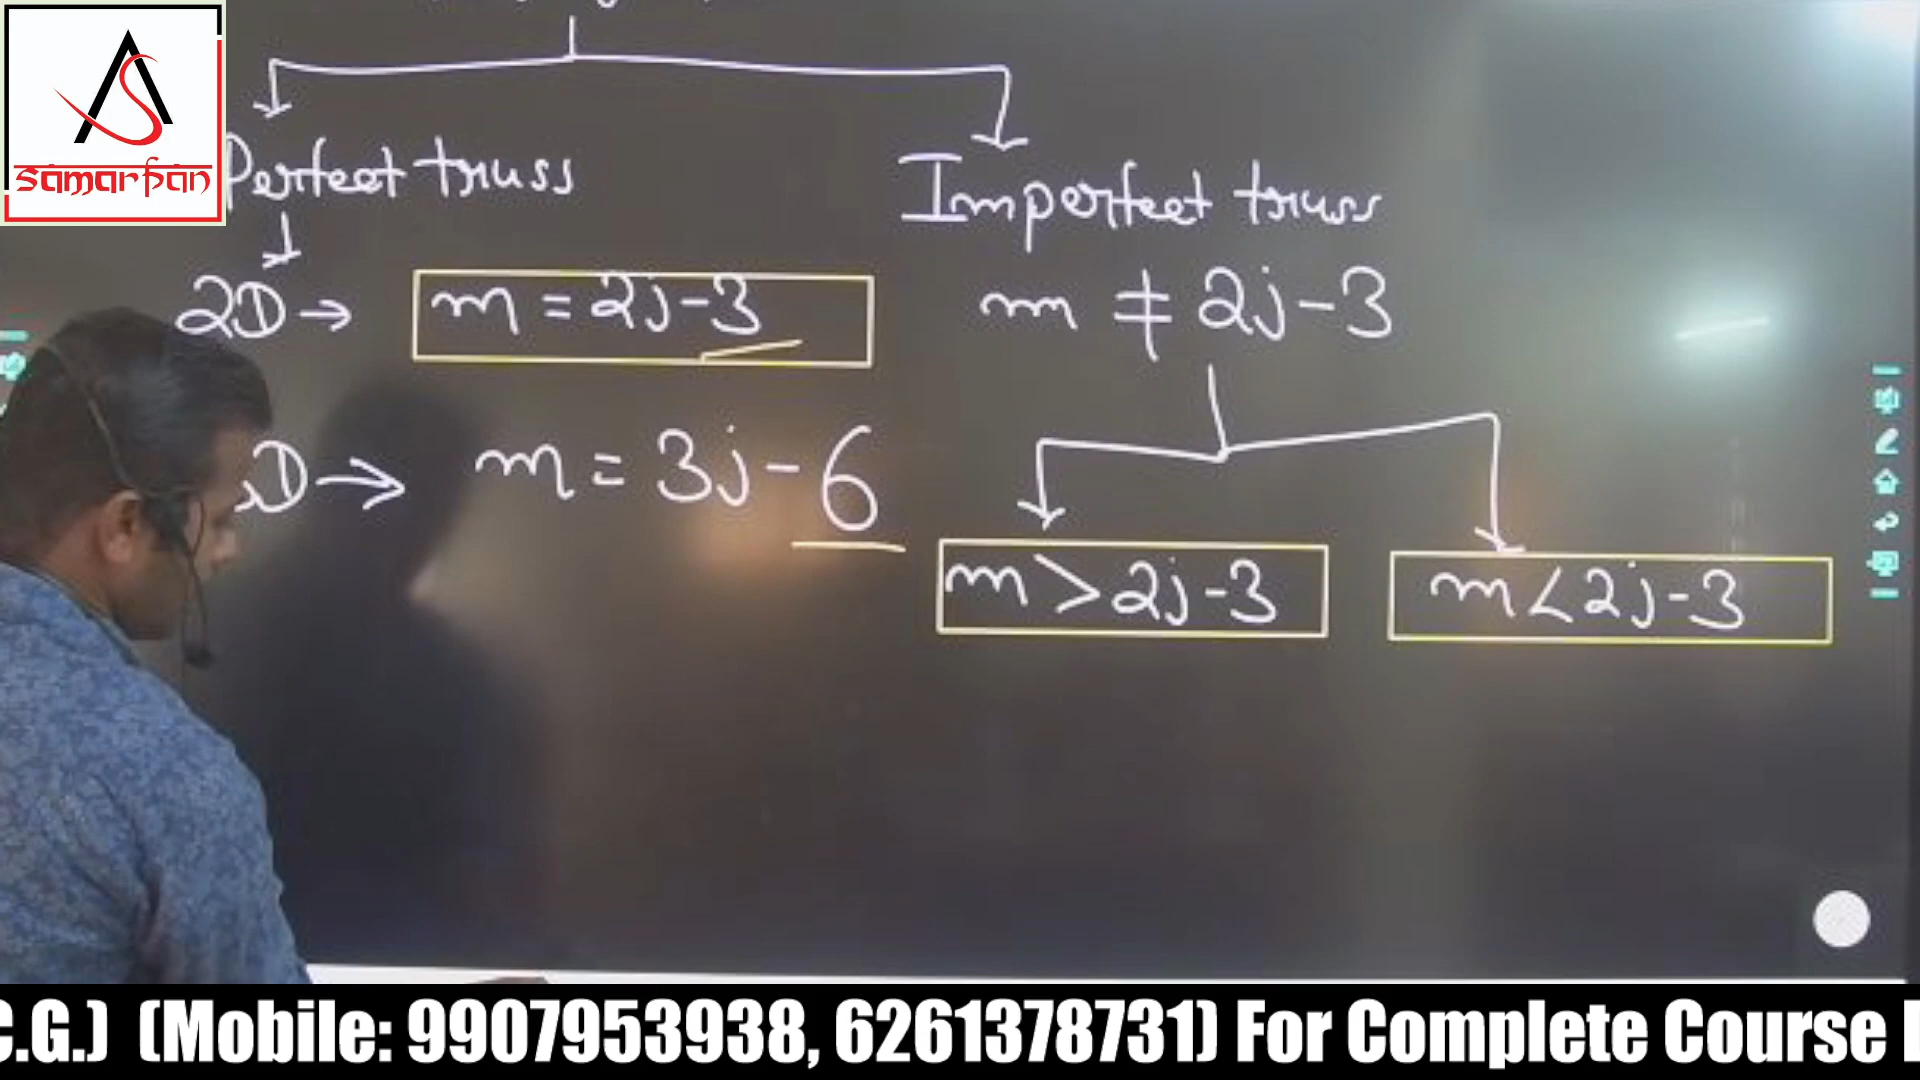 SAMARPAN
Perfect truss
Imperfect truss
2D → m = 2j-3
m ≠ 2j-3
D → m = 3j-6
m > 2j-3
m < 2j-3
C.G.) (Mobile: 9907953938, 6261378731) For Complete Course